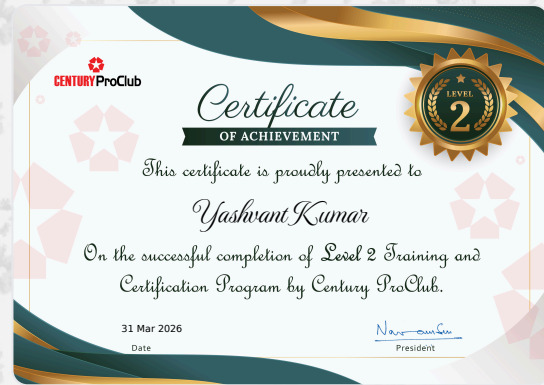 CENTURY ProClub
Certificate
OF ACHIEVEMENT
LEVEL
2
This certificate is proudly presented to
Yashvant Kumar
On the successful completion of Level 2 Training and
Certification Program by Century ProClub.
31 Mar 2026
Date
President